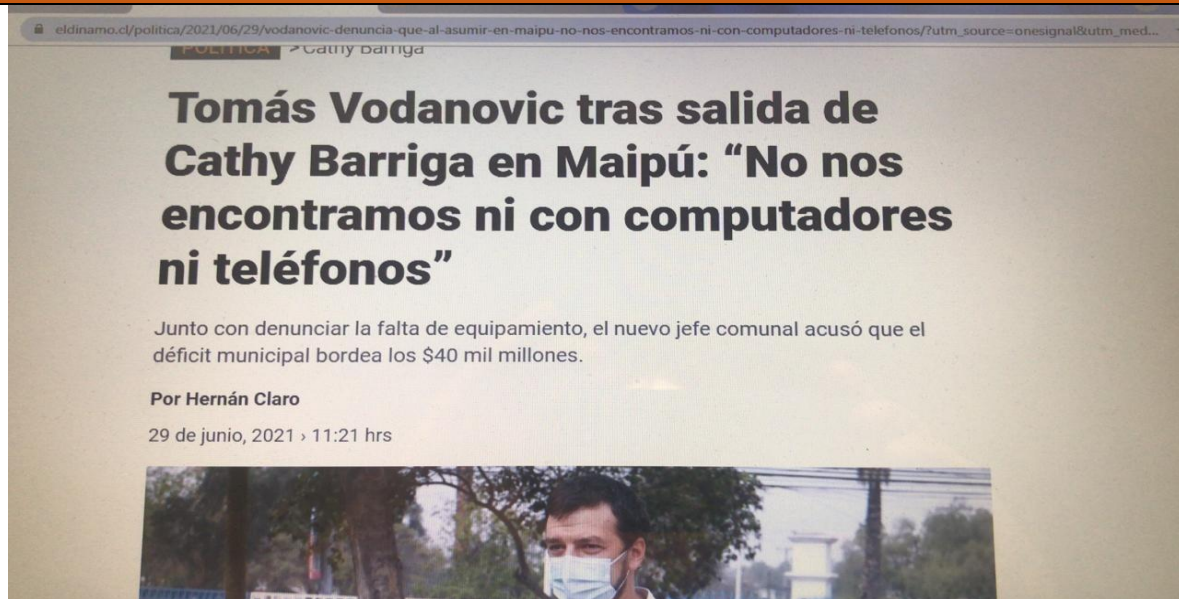 eldinamo.cl/politica/2021/06/29/vodanovic-denuncia-que-al-asumir-en-maipu-no-nos-encontramos-ni-con-computadores-ni-telefonos/?utm_source=onesignal&utm_med...
POLÍTICA > Cathy Barriga
Tomás Vodanovic tras salida de
Cathy Barriga en Maipú: “No nos
encontramos ni con computadores
ni teléfonos”
Junto con denunciar la falta de equipamiento, el nuevo jefe comunal acusó que el
déficit municipal bordea los $40 mil millones.
Por Hernán Claro
29 de junio, 2021 › 11:21 hrs